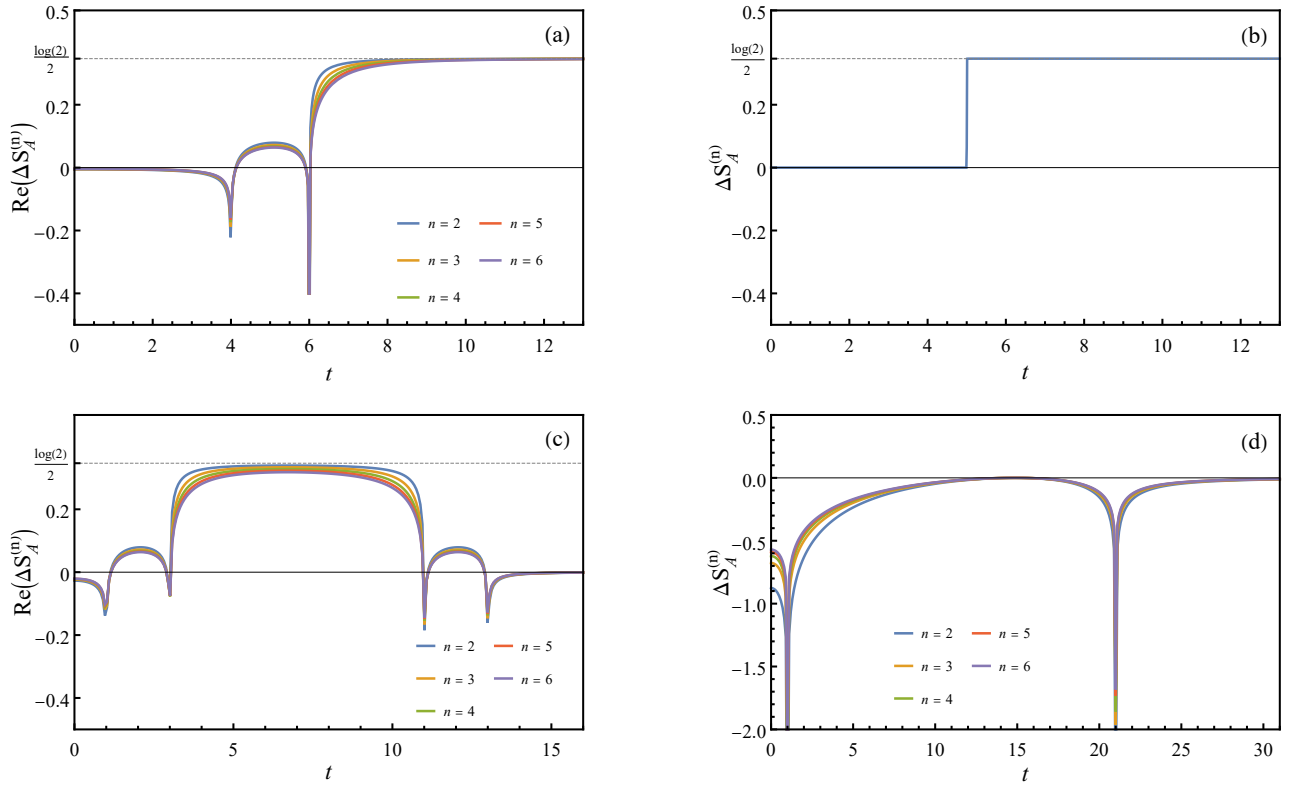 (a)
0.5
log(2)
2
0.2
0
−0.2
−0.4
Re(ΔS_A^(n))
n = 2 n = 5
n = 3 n = 6
n = 4
0 2 4 6 8 10 12
t
(b)
0.5
log(2)
2
0.2
0
−0.2
−0.4
ΔS_A^(n)
0 2 4 6 8 10 12
t
(c)
log(2)
2
0.2
0
−0.2
−0.4
Re(ΔS_A^(n))
n = 2 n = 5
n = 3 n = 6
n = 4
0 5 10 15
t
(d)
0.5
0.0
−0.5
−1.0
−1.5
−2.0
ΔS_A^(n)
n = 2 n = 5
n = 3 n = 6
n = 4
0 5 10 15 20 25 30
t